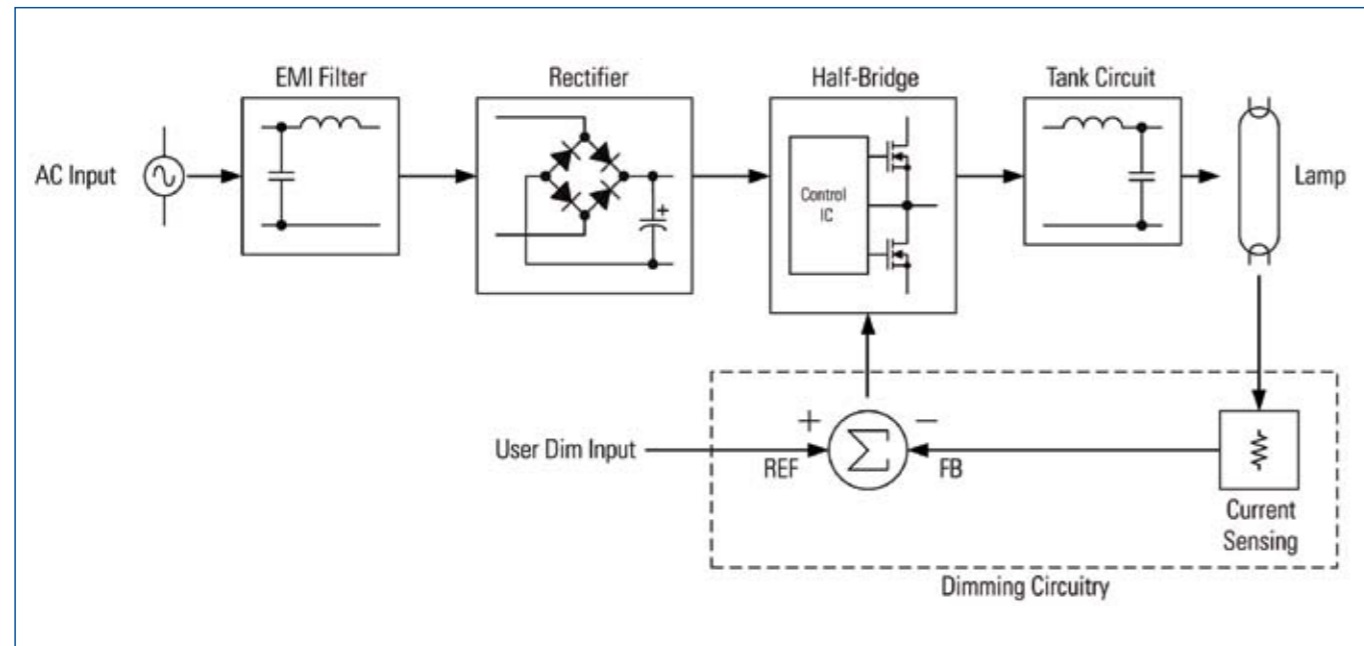 EMI Filter
Rectifier
Half-Bridge
Tank Circuit
AC Input
Control
IC
Lamp
+
+
−
User Dim Input
REF
Σ
FB
Current
Sensing
Dimming Circuitry